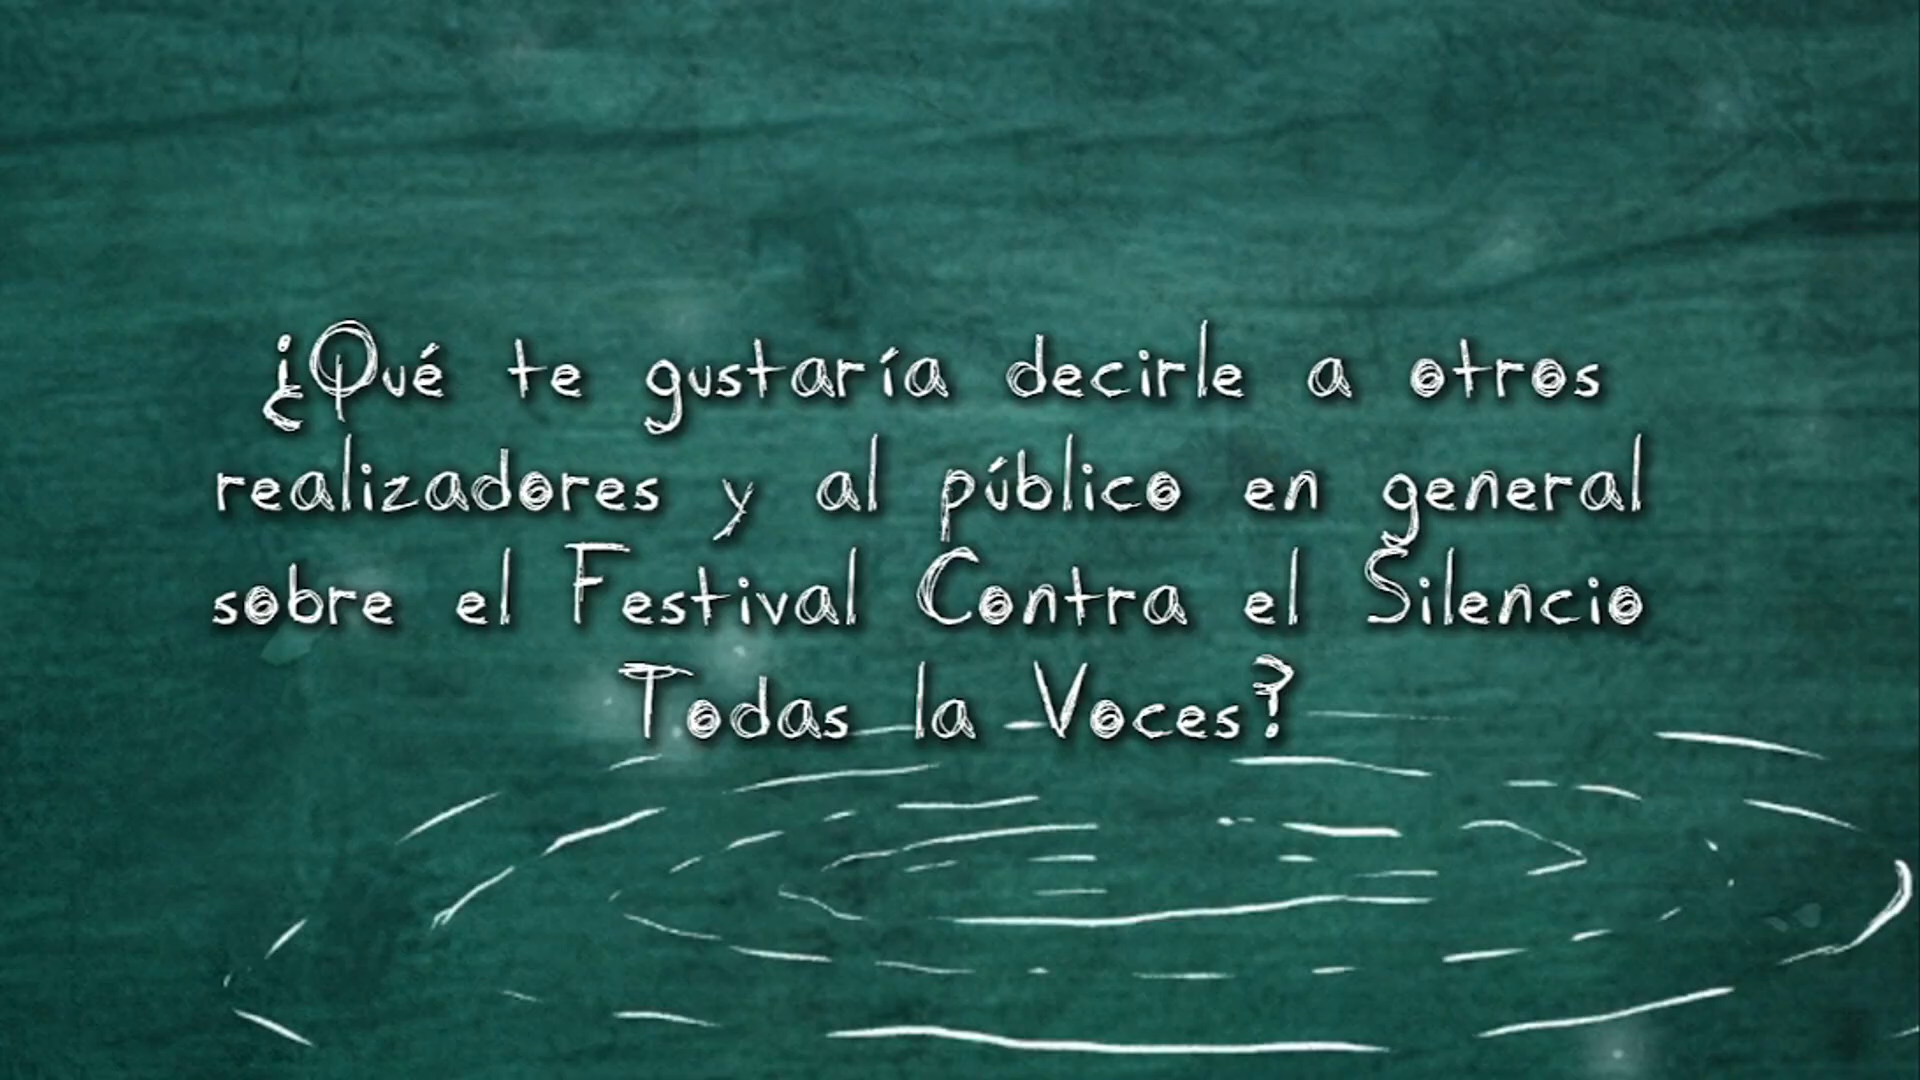 ¿Qué te gustaría decirle a otros
realizadores y al público en general
sobre el Festival Contra el Silencio
Todas la Voces?